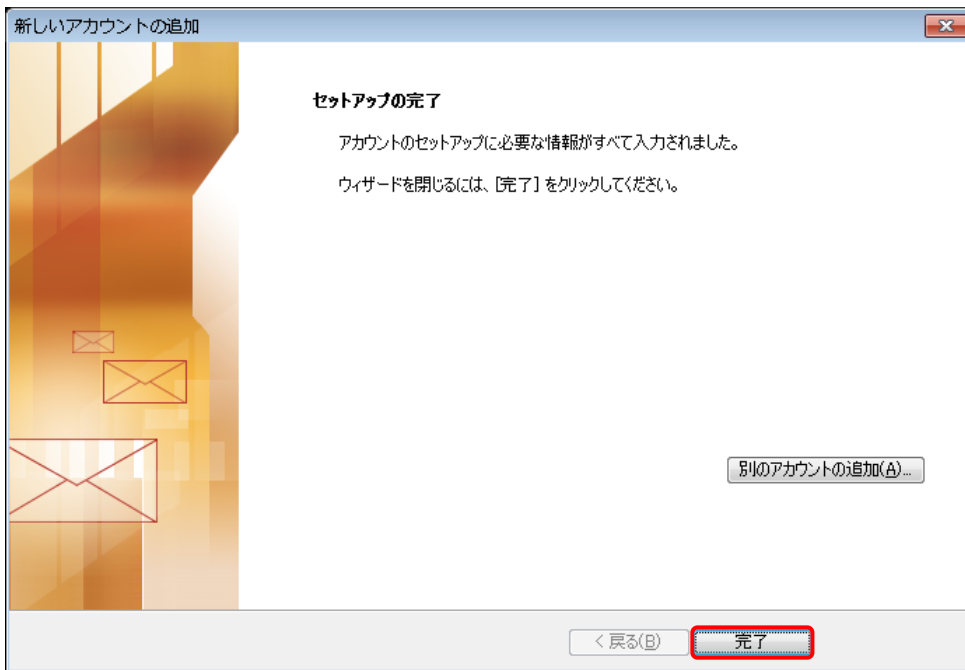 新しいアカウントの追加
セットアップの完了
アカウントのセットアップに必要な情報がすべて入力されました。
ウィザードを閉じるには、[完了] をクリックしてください。
別のアカウントの追加(A)...
< 戻る(B)
完了